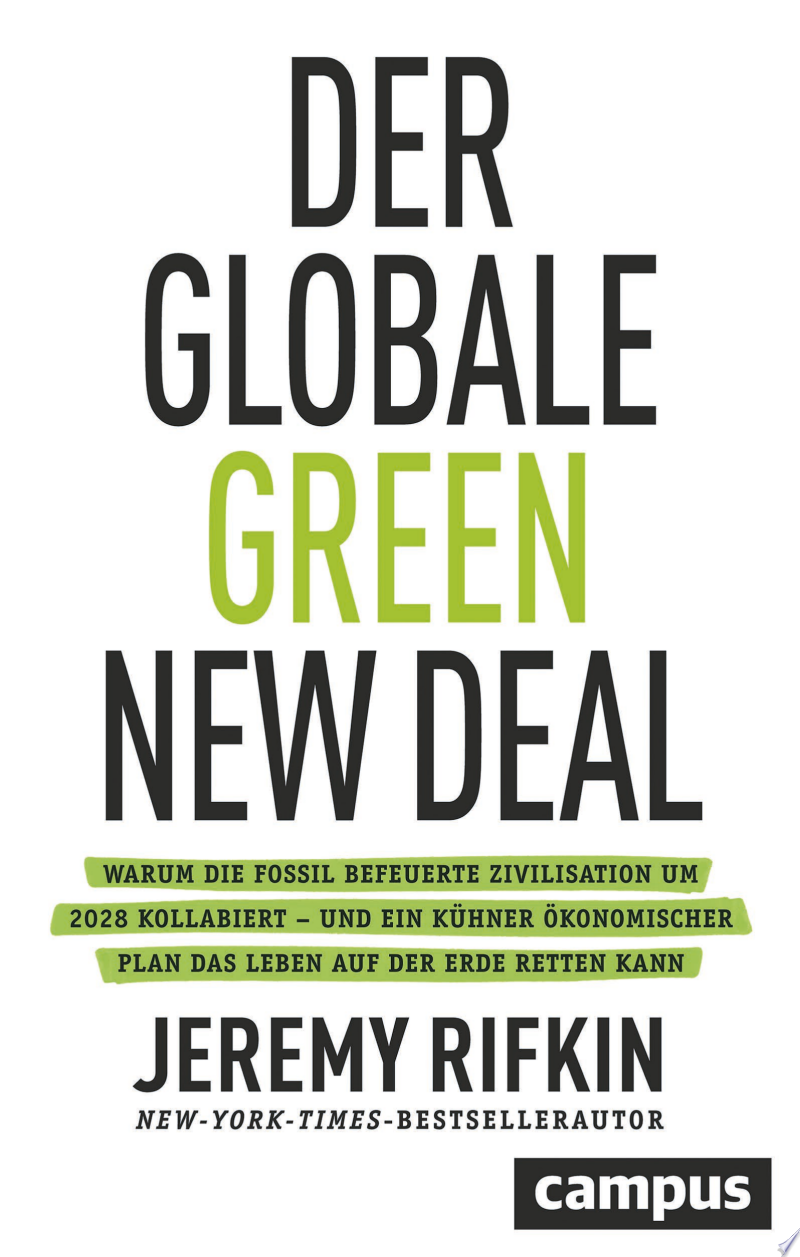 DER
GLOBALE
GREEN
NEW DEAL
WARUM DIE FOSSIL BEFEUERTE ZIVILISATION UM
2028 KOLLABIERT – UND EIN KÜHNER ÖKONOMISCHER
PLAN DAS LEBEN AUF DER ERDE RETTEN KANN
JEREMY RIFKIN
NEW-YORK-TIMES-BESTSELLERAUTOR
campus